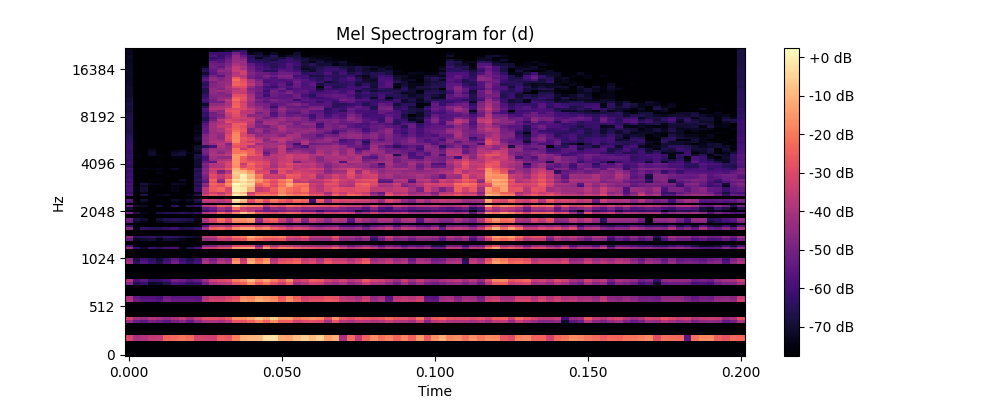 Mel Spectrogram for (d)
Hz
16384
8192
4096
2048
1024
512
0
0.000 0.050 0.100 0.150 0.200
Time
+0 dB
-10 dB
-20 dB
-30 dB
-40 dB
-50 dB
-60 dB
-70 dB